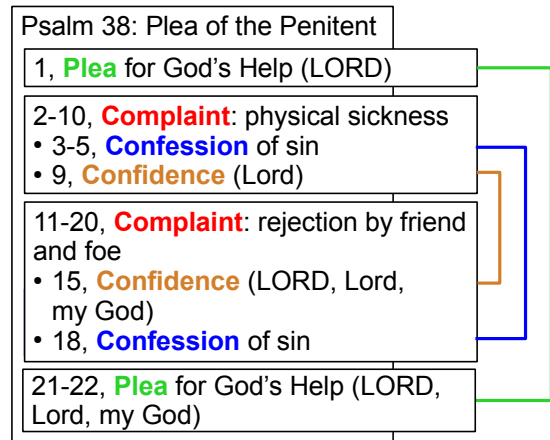 Psalm 38: Plea of the Penitent
1, Plea for God's Help (LORD)
2-10, Complaint: physical sickness
• 3-5, Confession of sin
• 9, Confidence (Lord)
11-20, Complaint: rejection by friend
and foe
• 15, Confidence (LORD, Lord,
my God)
• 18, Confession of sin
21-22, Plea for God's Help (LORD,
Lord, my God)